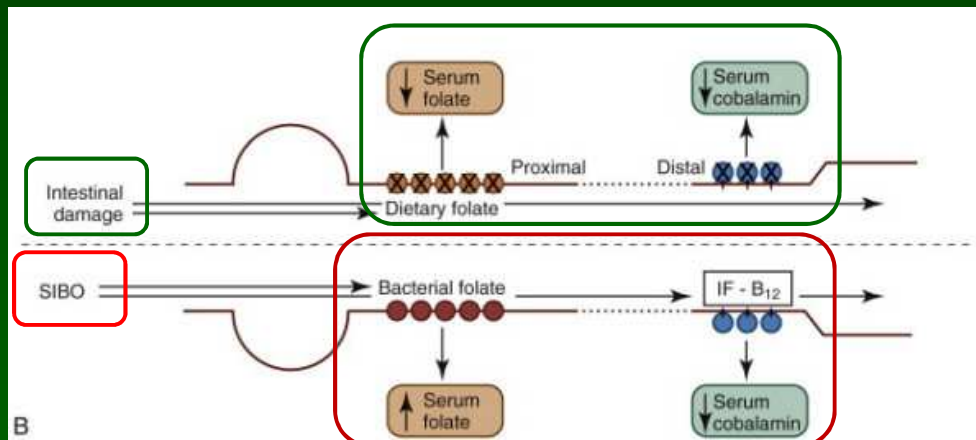 ↓ Serum
folate
↓ Serum
cobalamin
Proximal
Distal
Intestinal
damage
Dietary folate
SIBO
Bacterial folate
IF - B₁₂
↑ Serum
folate
↓ Serum
cobalamin
B